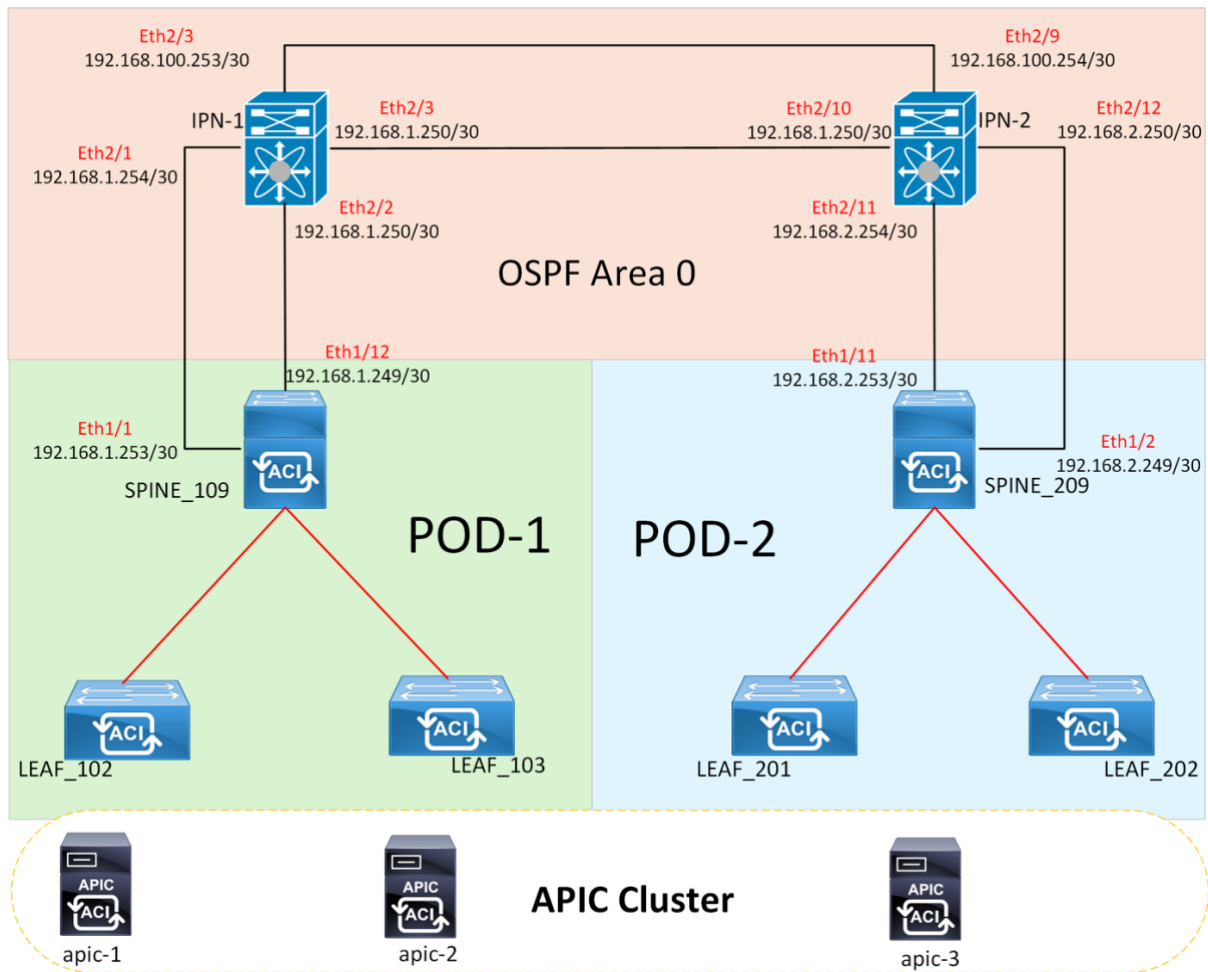 Eth2/3
192.168.100.253/30
Eth2/9
192.168.100.254/30
IPN-1
Eth2/3
192.168.1.250/30
Eth2/10
192.168.1.250/30
IPN-2
Eth2/12
192.168.2.250/30
Eth2/1
192.168.1.254/30
Eth2/2
192.168.1.250/30
Eth2/11
192.168.2.254/30
OSPF Area 0
Eth1/12
192.168.1.249/30
Eth1/11
192.168.2.253/30
Eth1/1
192.168.1.253/30
ACI
SPINE_109
ACI
Eth1/2
192.168.2.249/30
SPINE_209
POD-1
POD-2
ACI
LEAF_102
ACI
LEAF_103
ACI
LEAF_201
ACI
LEAF_202
APIC
ACI
apic-1
APIC
ACI
apic-2
APIC Cluster
APIC
ACI
apic-3